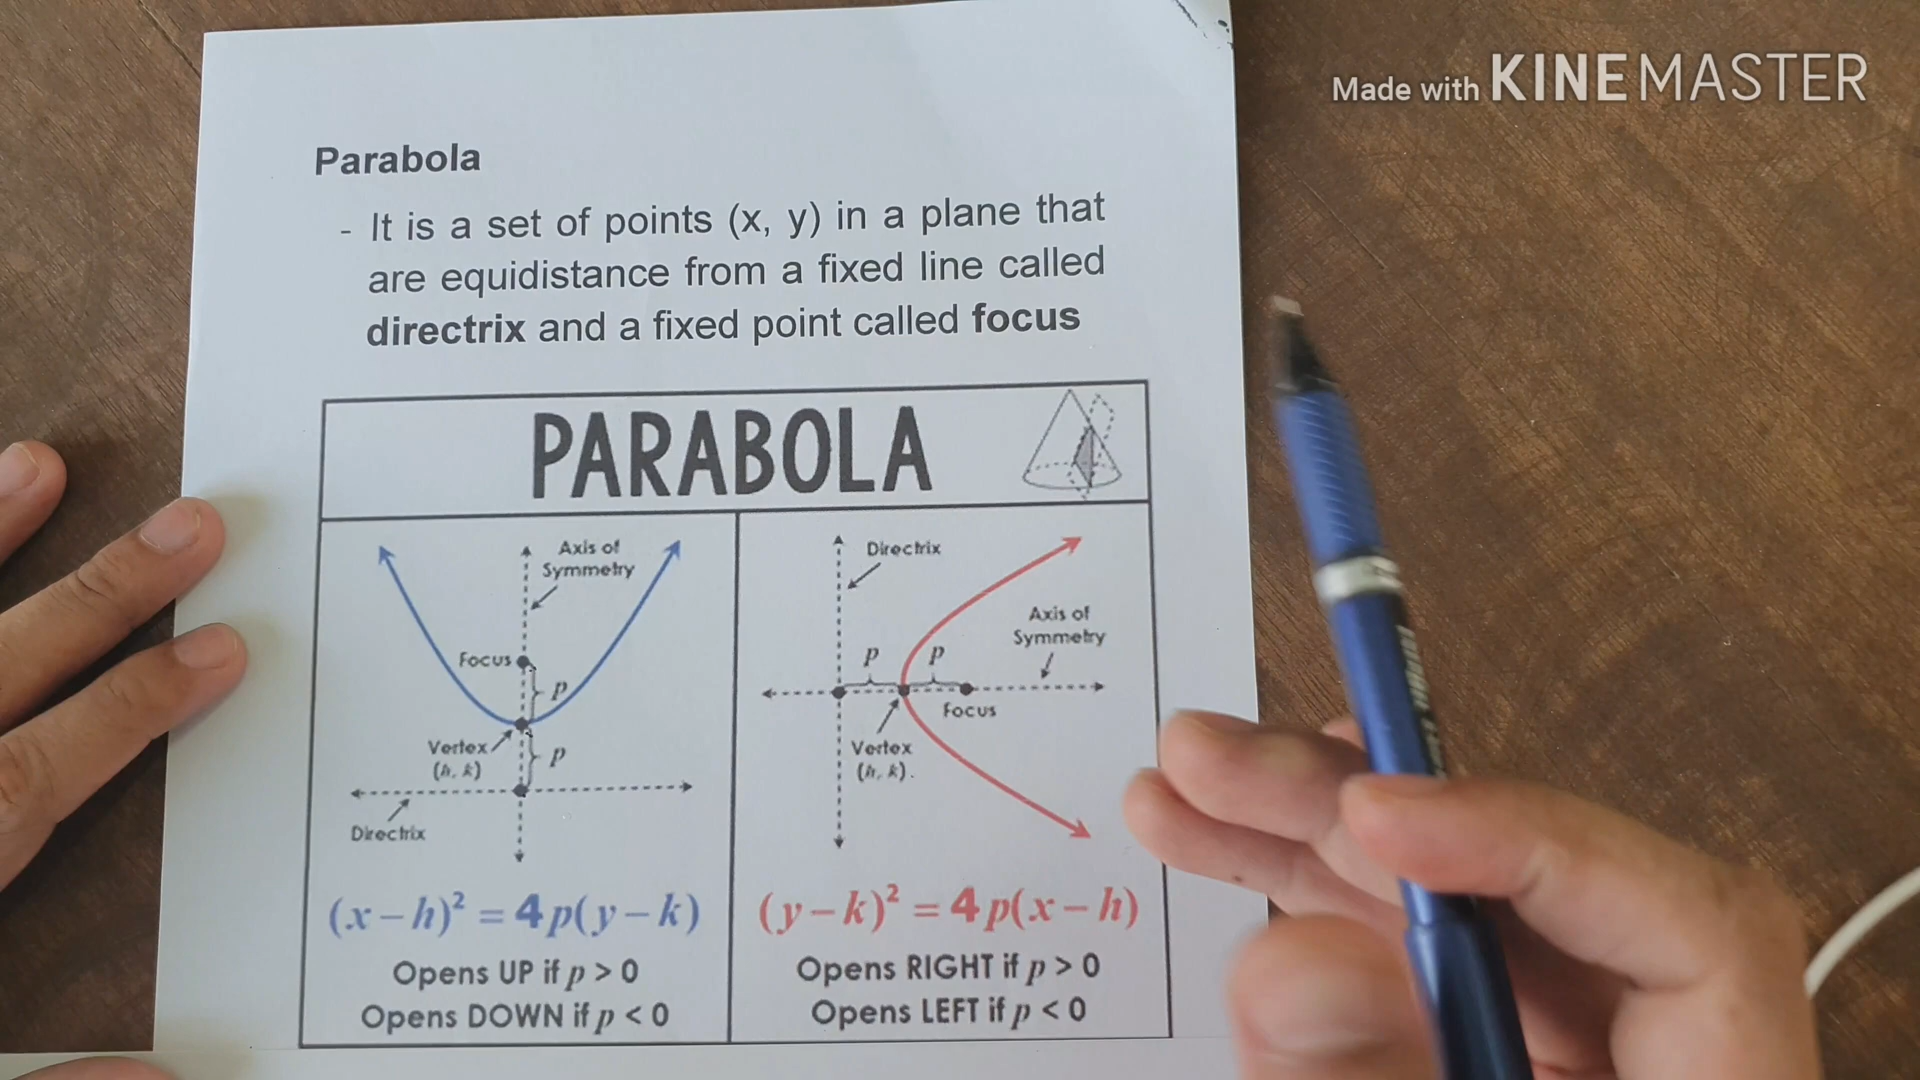 Made with KINEMASTER
Parabola
- It is a set of points (x, y) in a plane that
are equidistance from a fixed line called
directrix and a fixed point called focus
PARABOLA
Axis of
Symmetry
Focus
p
Vertex
(h, k)
p
Directrix
(x – h)² = 4p(y – k)
Opens UP if p > 0
Opens DOWN if p < 0
Directrix
Axis of
Symmetry
p p
Focus
Vertex
(h, k).
(y – k)² = 4p(x – h)
Opens RIGHT if p > 0
Opens LEFT if p < 0